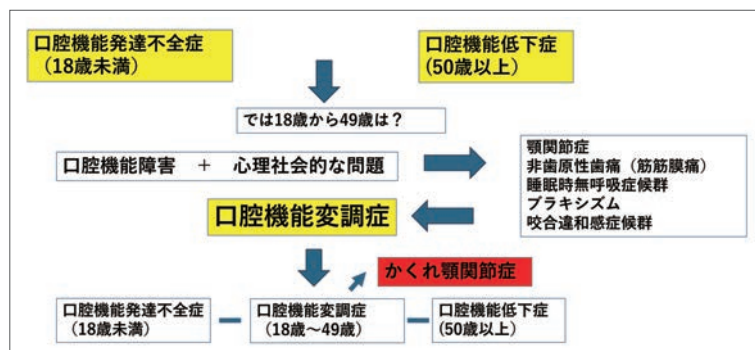 口腔機能発達不全症
（18歳未満）
口腔機能低下症
(50歳以上)
では18歳から49歳は？
口腔機能障害　+　心理社会的な問題
顎関節症
非歯原性歯痛（筋筋膜痛）
睡眠時無呼吸症候群
ブラキシズム
咬合違和感症候群
口腔機能変調症
かくれ顎関節症
口腔機能発達不全症
（18歳未満）
口腔機能変調症
（18歳～49歳）
口腔機能低下症
（50歳以上）